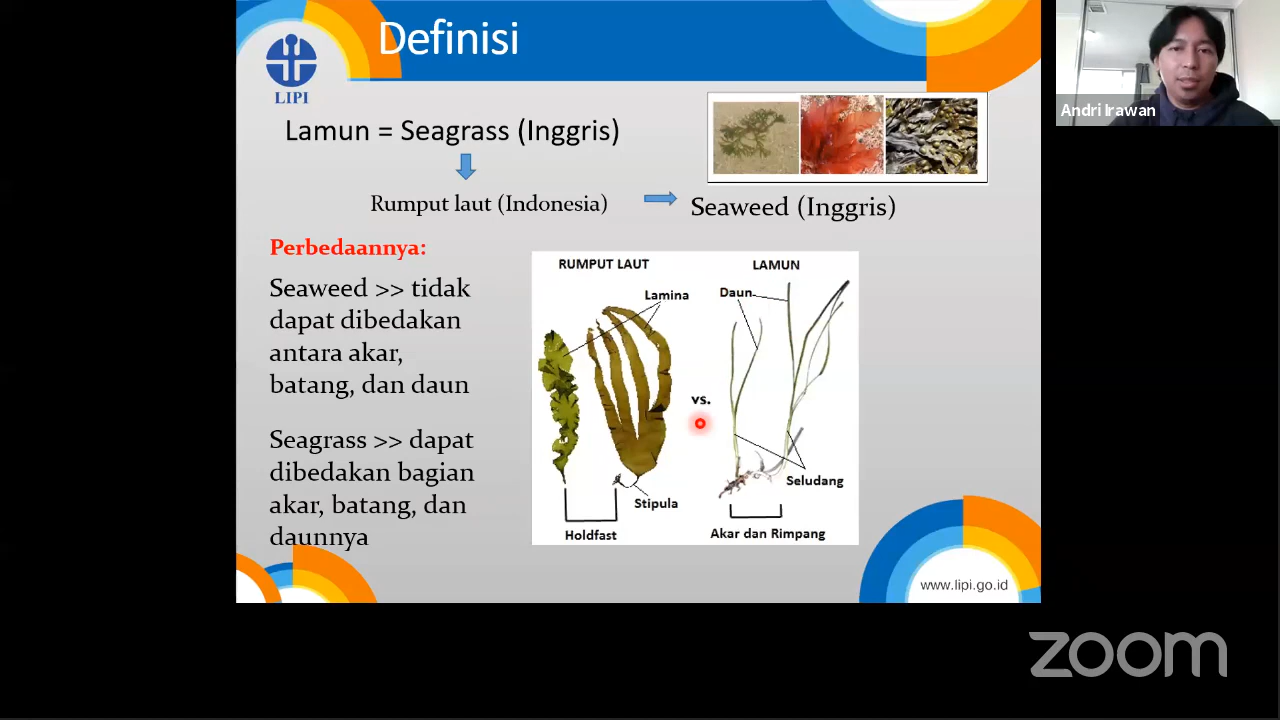 Definisi
LIPI
Lamun = Seagrass (Inggris)
Rumput laut (Indonesia)
Seaweed (Inggris)
Perbedaannya:
Seaweed >> tidak
dapat dibedakan
antara akar,
batang, dan daun
Seagrass >> dapat
dibedakan bagian
akar, batang, dan
daunnya
RUMPUT LAUT
LAMUN
Lamina
Daun
vs.
Seludang
Stipula
Holdfast
Akar dan Rimpang
www.lipi.go.id
Andri Irawan
zoom